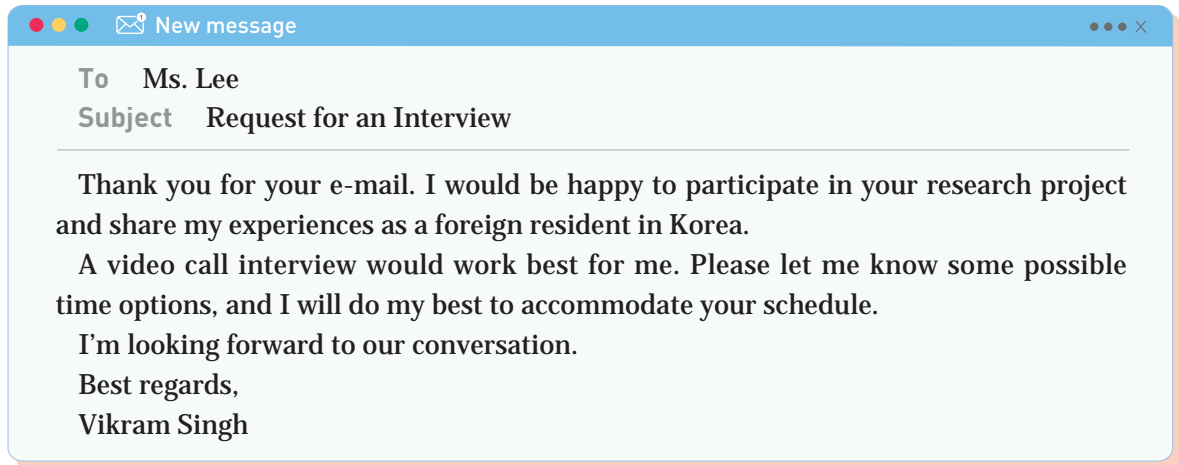 New message
To Ms. Lee
Subject Request for an Interview
Thank you for your e-mail. I would be happy to participate in your research project
and share my experiences as a foreign resident in Korea.
A video call interview would work best for me. Please let me know some possible
time options, and I will do my best to accommodate your schedule.
I’m looking forward to our conversation.
Best regards,
Vikram Singh